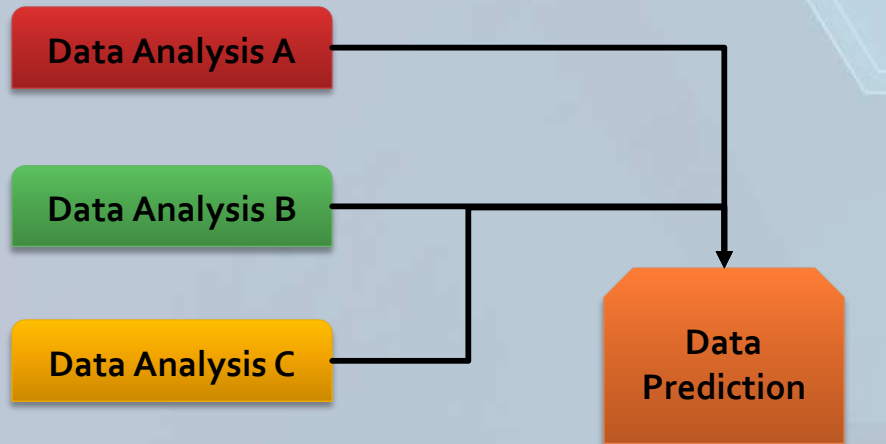 Data Analysis A
Data Analysis B
Data Analysis C
Data
Prediction